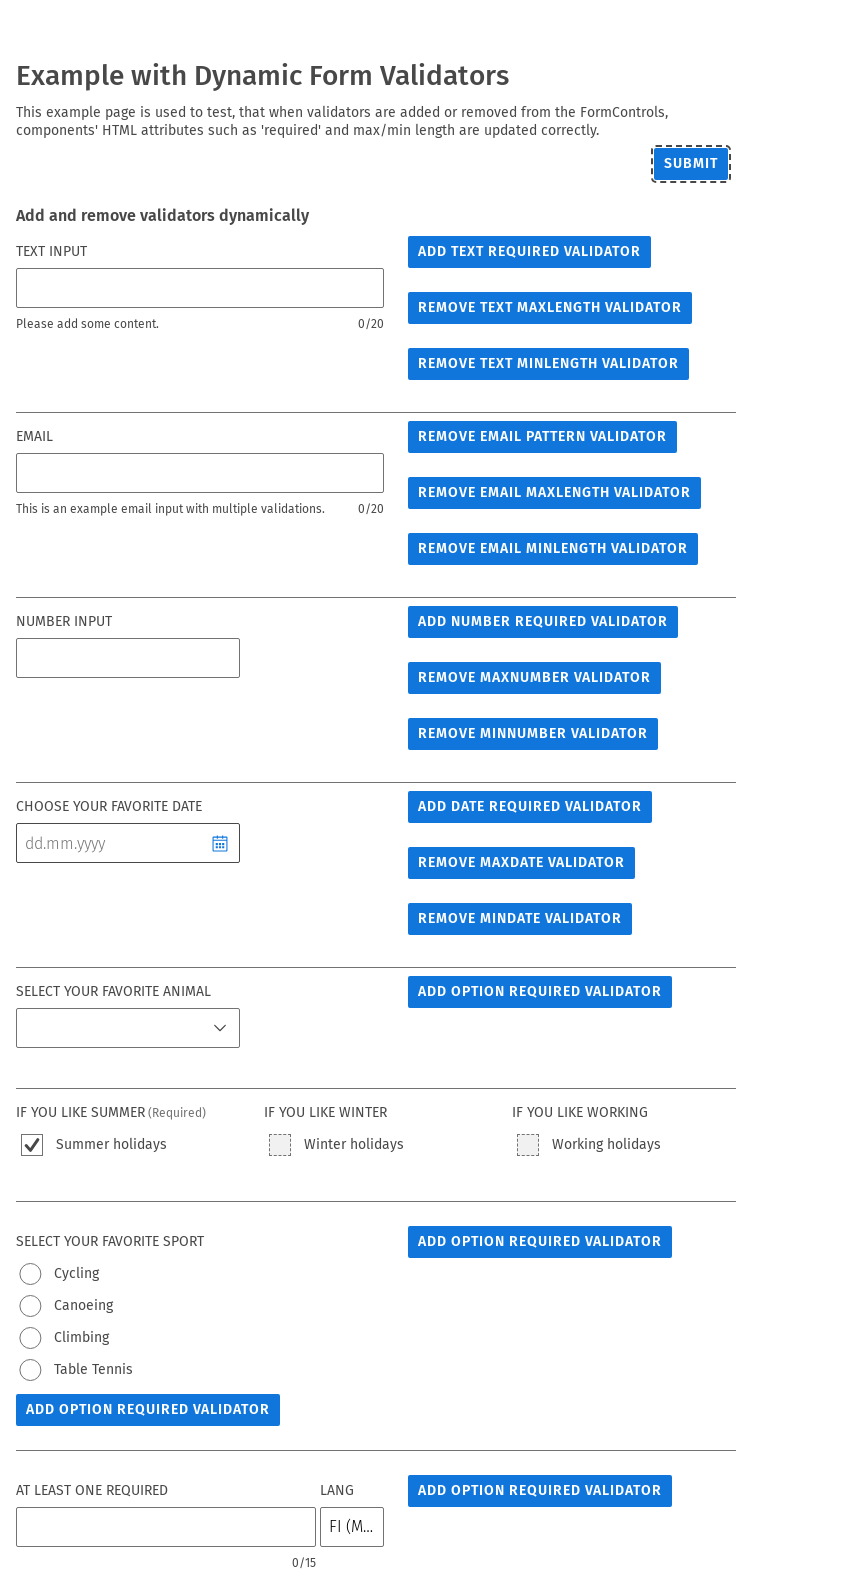 Example with Dynamic Form Validators
This example page is used to test, that when validators are added or removed from the FormControls,
components' HTML attributes such as 'required' and max/min length are updated correctly.
SUBMIT
Add and remove validators dynamically
TEXT INPUT
ADD TEXT REQUIRED VALIDATOR
REMOVE TEXT MAXLENGTH VALIDATOR
Please add some content. 0/20
REMOVE TEXT MINLENGTH VALIDATOR
EMAIL
REMOVE EMAIL PATTERN VALIDATOR
REMOVE EMAIL MAXLENGTH VALIDATOR
This is an example email input with multiple validations. 0/20
REMOVE EMAIL MINLENGTH VALIDATOR
NUMBER INPUT
ADD NUMBER REQUIRED VALIDATOR
REMOVE MAXNUMBER VALIDATOR
REMOVE MINNUMBER VALIDATOR
CHOOSE YOUR FAVORITE DATE
ADD DATE REQUIRED VALIDATOR
dd.mm.yyyy
REMOVE MAXDATE VALIDATOR
REMOVE MINDATE VALIDATOR
SELECT YOUR FAVORITE ANIMAL
ADD OPTION REQUIRED VALIDATOR
IF YOU LIKE SUMMER (Required) IF YOU LIKE WINTER IF YOU LIKE WORKING
Summer holidays Winter holidays Working holidays
SELECT YOUR FAVORITE SPORT
ADD OPTION REQUIRED VALIDATOR
Cycling
Canoeing
Climbing
Table Tennis
ADD OPTION REQUIRED VALIDATOR
AT LEAST ONE REQUIRED LANG
ADD OPTION REQUIRED VALIDATOR
FI (M...
0/15